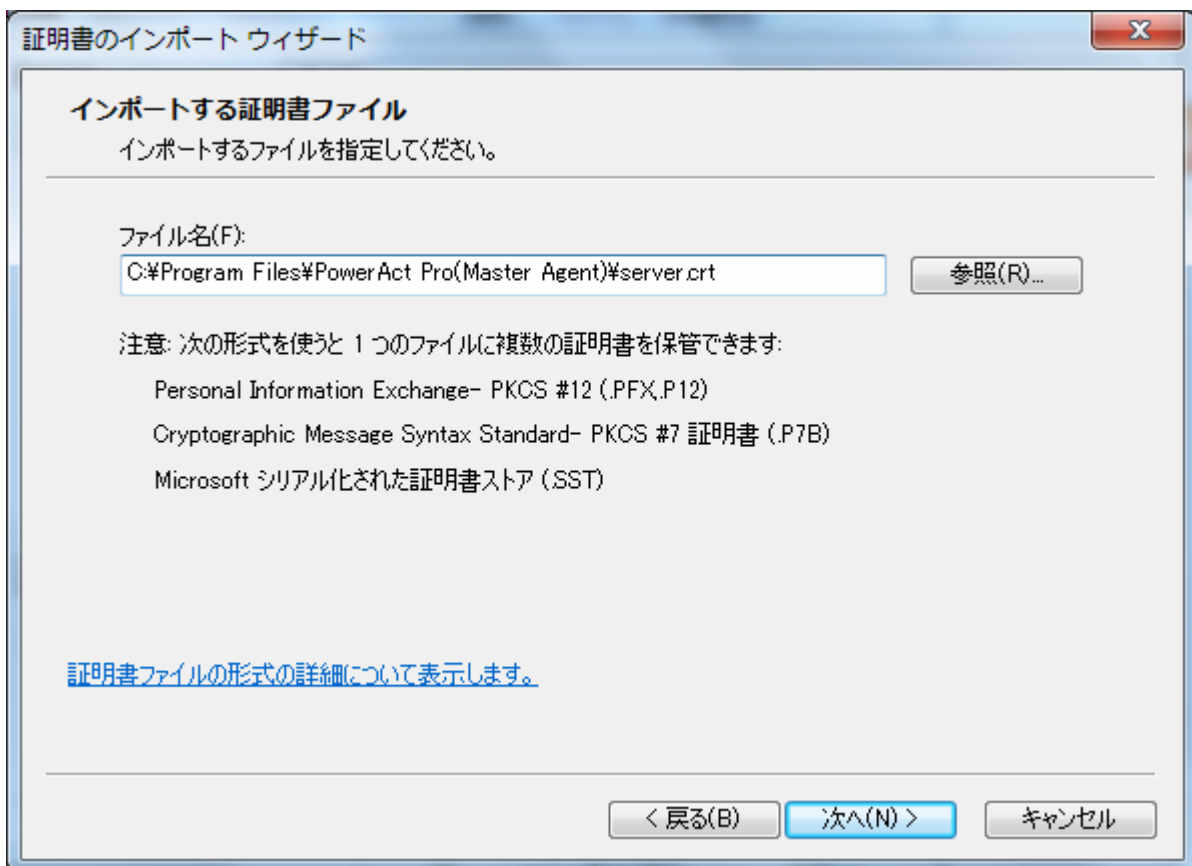 証明書のインポート ウィザード
インポートする証明書ファイル
インポートするファイルを指定してください。
ファイル名(F):
C:¥Program Files¥PowerAct Pro(Master Agent)¥server.crt
参照(R)...
注意: 次の形式を使うと 1 つのファイルに複数の証明書を保管できます:
Personal Information Exchange- PKCS #12 (.PFX,.P12)
Cryptographic Message Syntax Standard- PKCS #7 証明書 (.P7B)
Microsoft シリアル化された証明書ストア (.SST)
証明書ファイルの形式の詳細について表示します。
< 戻る(B) 次へ(N) > キャンセル